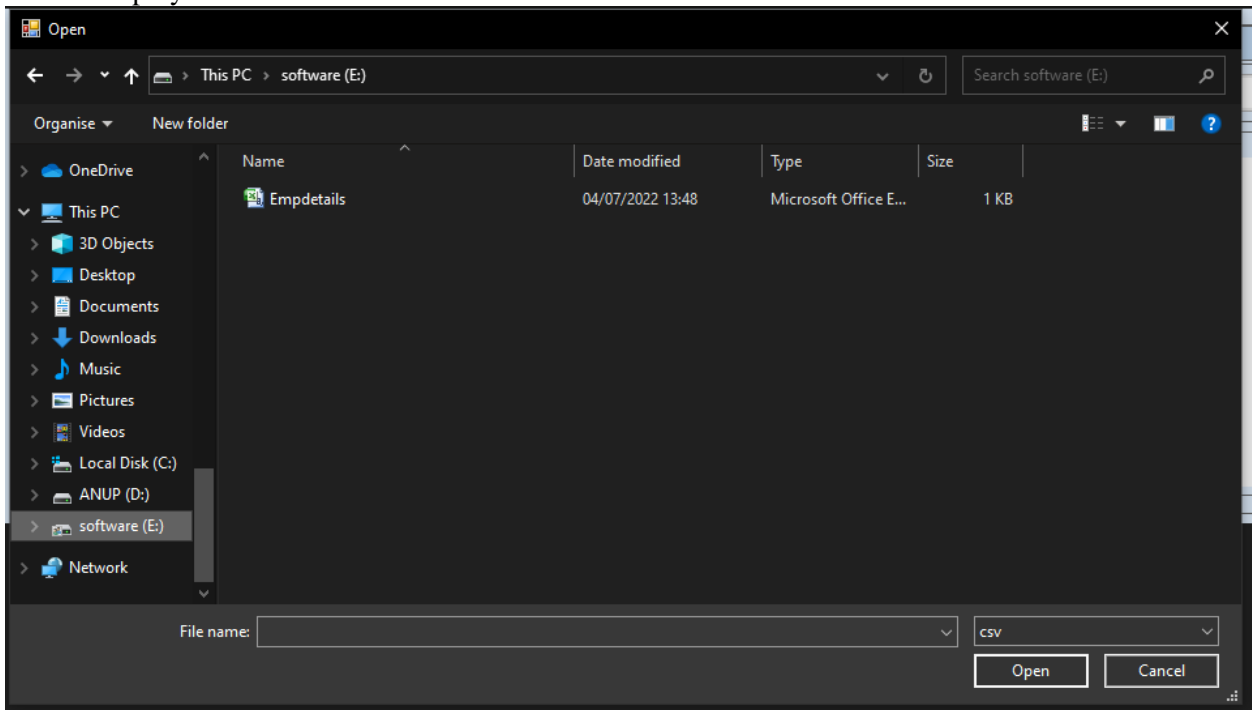 Open
This PC > software (E:)
Search software (E:)
Organise
New folder
Name
Date modified
Type
Size
Empdetails
04/07/2022 13:48
Microsoft Office E...
1 KB
OneDrive
This PC
3D Objects
Desktop
Documents
Downloads
Music
Pictures
Videos
Local Disk (C:)
ANUP (D:)
software (E:)
Network
File name:
csv
Open
Cancel